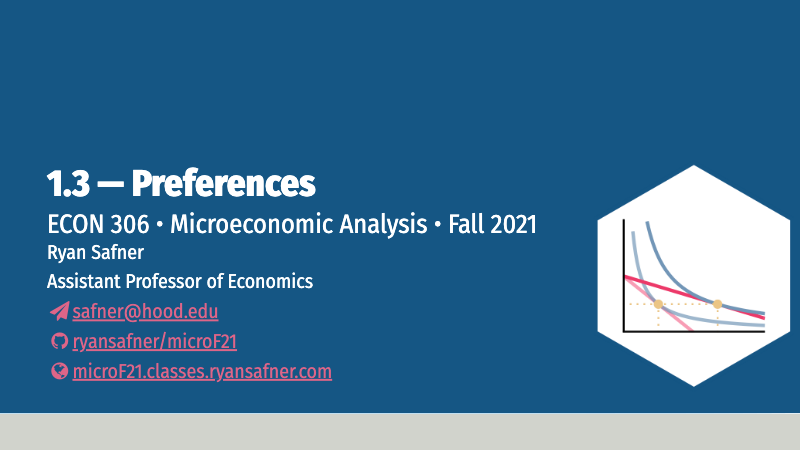 1.3 — Preferences
ECON 306 • Microeconomic Analysis • Fall 2021
Ryan Safner
Assistant Professor of Economics
safner@hood.edu
ryansafner/microF21
microF21.classes.ryansafner.com